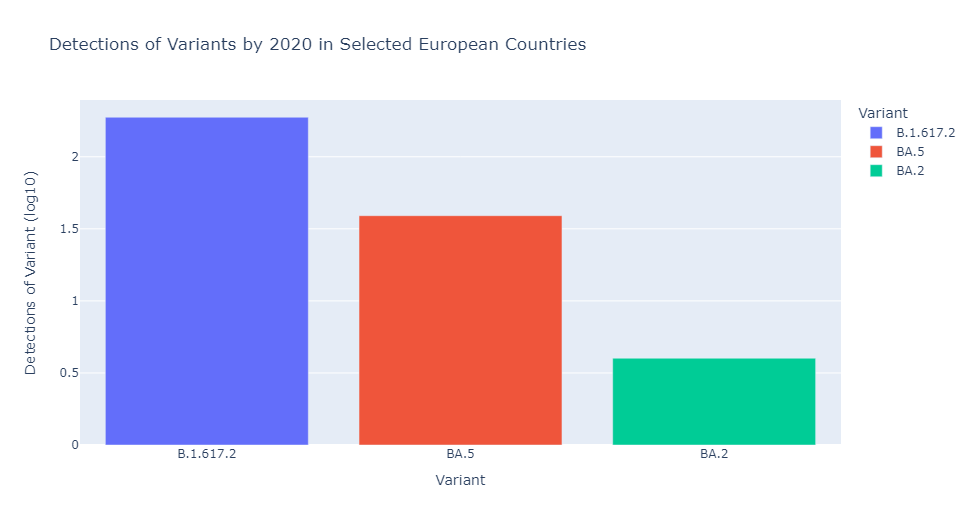 Detections of Variants by 2020 in Selected European Countries
Variant
B.1.617.2
BA.5
BA.2
Detections of Variant (log10)
2
1.5
1
0.5
0
B.1.617.2
BA.5
BA.2
Variant